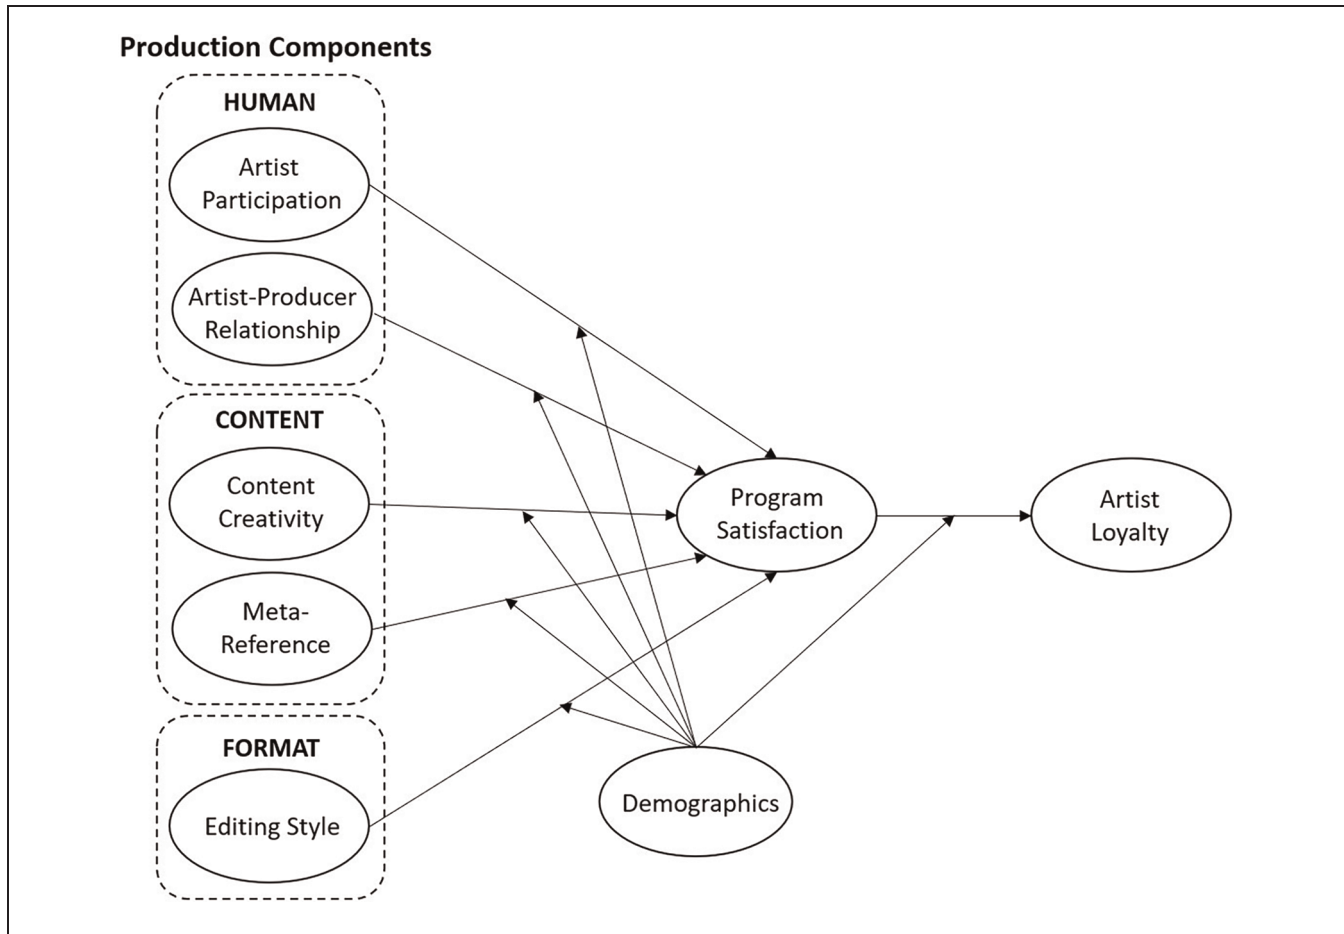 Production Components
HUMAN
Artist
Participation
Artist-Producer
Relationship
CONTENT
Content
Creativity
Meta-
Reference
FORMAT
Editing Style
Program
Satisfaction
Artist
Loyalty
Demographics